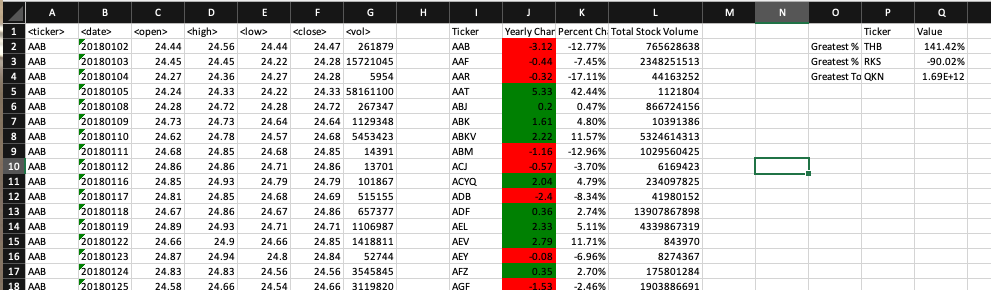 A B C D E F G H I J K L M N O P Q
1 <ticker> <date> <open> <high> <low> <close> <vol> Ticker Yearly Char Percent Ch Total Stock Volume Ticker Value
2 AAB 20180102 24.44 24.56 24.44 24.47 261879 AAB -3.12 -12.77% 765628638 Greatest % THB 141.42%
3 AAB 20180103 24.45 24.45 24.22 24.28 15721045 AAF -0.44 -7.45% 2348251513 Greatest % RKS -90.02%
4 AAB 20180104 24.27 24.36 24.27 24.28 5954 AAR -0.32 -17.11% 44163252 Greatest To QKN 1.69E+12
5 AAB 20180105 24.24 24.33 24.22 24.33 58161100 AAT 5.33 42.44% 1121804
6 AAB 20180108 24.28 24.72 24.28 24.72 267347 ABJ 0.2 0.47% 866724156
7 AAB 20180109 24.73 24.73 24.64 24.64 1129348 ABK 1.61 4.80% 10391386
8 AAB 20180110 24.62 24.78 24.57 24.68 5453423 ABKV 2.22 11.57% 5324614313
9 AAB 20180111 24.68 24.85 24.68 24.85 14391 ABM -1.16 -12.96% 1029560425
10 AAB 20180112 24.86 24.86 24.71 24.86 13701 ACJ -0.57 -3.70% 6169423
11 AAB 20180116 24.85 24.93 24.79 24.79 101867 ACYQ 2.04 4.79% 234097825
12 AAB 20180117 24.81 24.85 24.68 24.69 515155 ADB -2.4 -8.34% 41980152
13 AAB 20180118 24.67 24.86 24.67 24.86 657377 ADF 0.36 2.74% 13907867898
14 AAB 20180119 24.89 24.93 24.71 24.71 1106987 AEL 2.33 5.11% 4339867319
15 AAB 20180122 24.66 24.9 24.66 24.85 1418811 AEV 2.79 11.71% 843970
16 AAB 20180123 24.87 24.94 24.8 24.84 52744 AEY -0.08 -6.96% 8274367
17 AAB 20180124 24.83 24.83 24.56 24.56 3545845 AFZ 0.35 2.70% 175801284
18 AAB 20180125 24.58 24.66 24.54 24.66 3119820 AGF -1.53 -2.46% 1903886691